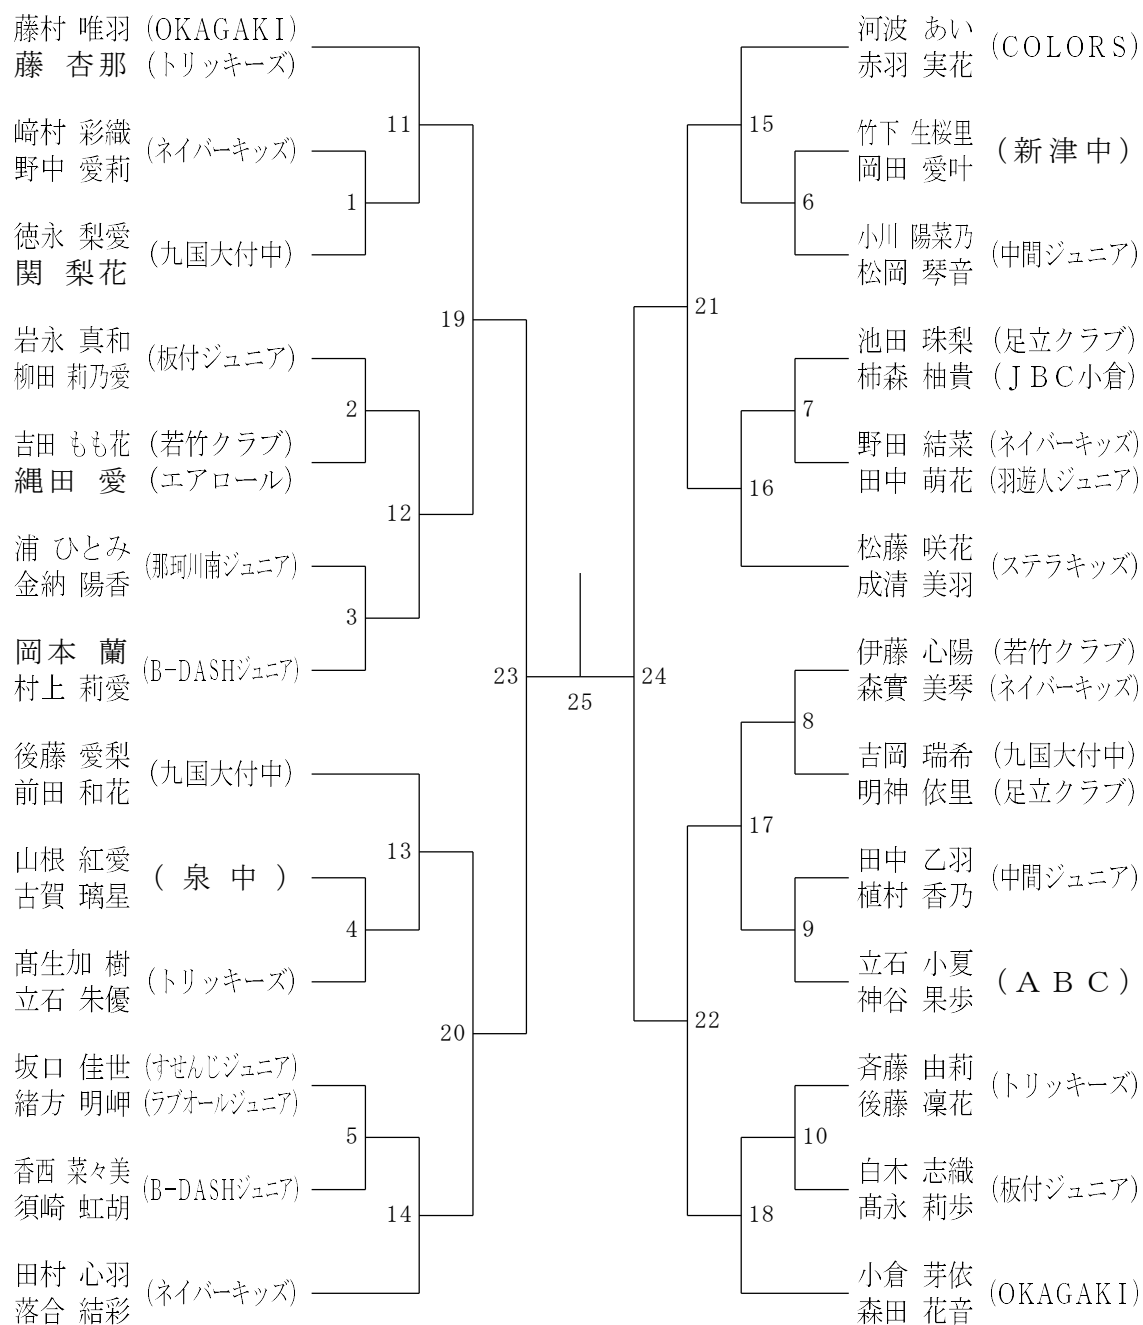 藤村 唯羽 (OKAGAKI)
藤 杏那 (トリッキーズ)
11
﨑村 彩織
野中 愛莉
(ネイバーキッズ)
1
徳永 梨愛
関 梨花
(九国大付中)
19
岩永 真和
柳田 莉乃愛
(板付ジュニア)
2
吉田 もも花 (若竹クラブ)
縄田 愛 (エアロール)
12
浦 ひとみ
金納 陽香
(那珂川南ジュニア)
3
岡本 蘭
村上 莉愛
(B-DASHジュニア)
23
後藤 愛梨
前田 和花
(九国大付中)
13
山根 紅愛
古賀 璃星
(泉中)
4
髙生加 樹
立石 朱優
(トリッキーズ)
20
坂口 佳世 (すせんじジュニア)
緒方 明岬 (ラブオールジュニア)
5
香西 菜々美
須崎 虹胡
(B-DASHジュニア)
14
田村 心羽
落合 結彩
(ネイバーキッズ)
25
河波 あい
赤羽 実花
(COLORS)
15
竹下 生桜里
岡田 愛叶
(新津中)
6
小川 陽菜乃
松岡 琴音
(中間ジュニア)
21
池田 珠梨 (足立クラブ)
柿森 柚貴 (JBC小倉)
7
野田 結菜 (ネイバーキッズ)
田中 萌花 (羽遊人ジュニア)
16
松藤 咲花
成清 美羽
(ステラキッズ)
24
伊藤 心陽 (若竹クラブ)
森實 美琴 (ネイバーキッズ)
8
吉岡 瑞希 (九国大付中)
明神 依里 (足立クラブ)
17
田中 乙羽
植村 香乃
(中間ジュニア)
9
立石 小夏
神谷 果歩
(ABC)
22
斉藤 由莉
後藤 凜花
(トリッキーズ)
10
白木 志織
髙永 莉歩
(板付ジュニア)
18
小倉 芽依
森田 花音
(OKAGAKI)